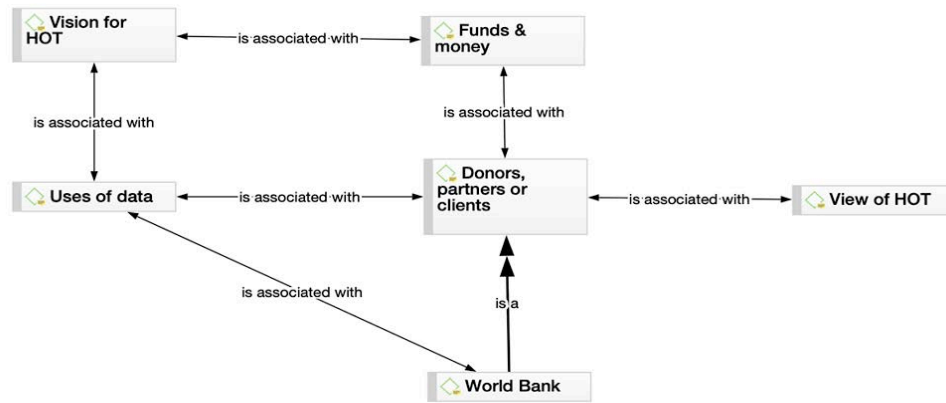 Vision for
HOT
is associated with
Funds &
money
is associated with
is associated with
Donors,
partners or
clients
Uses of data
is associated with
is associated with
View of HOT
is associated with
is a
World Bank